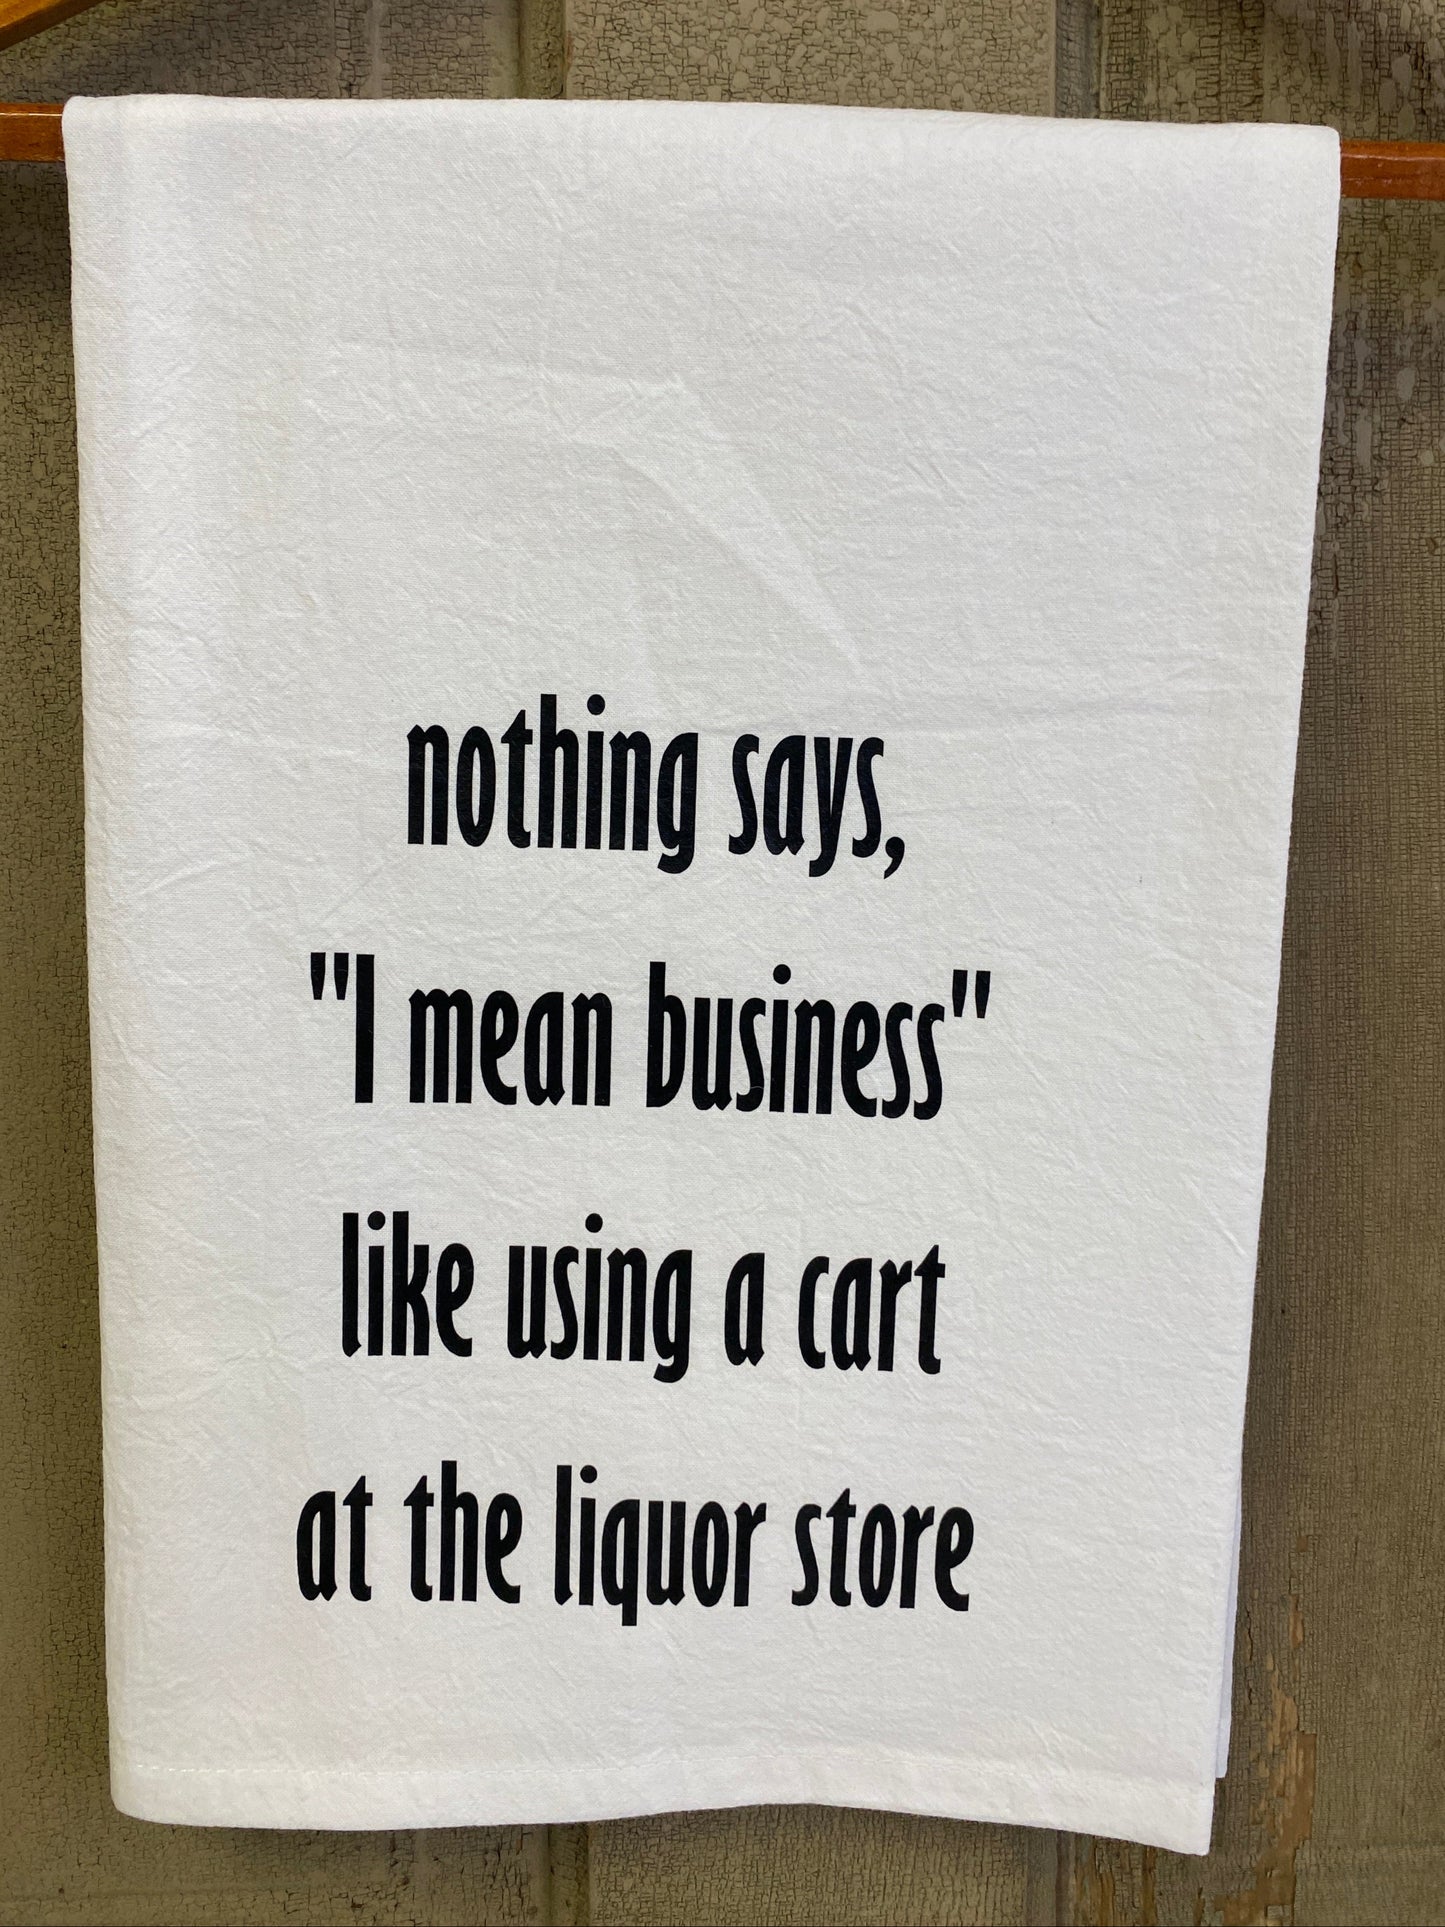 nothing says,
"I mean business"
like using a cart
at the liquor store